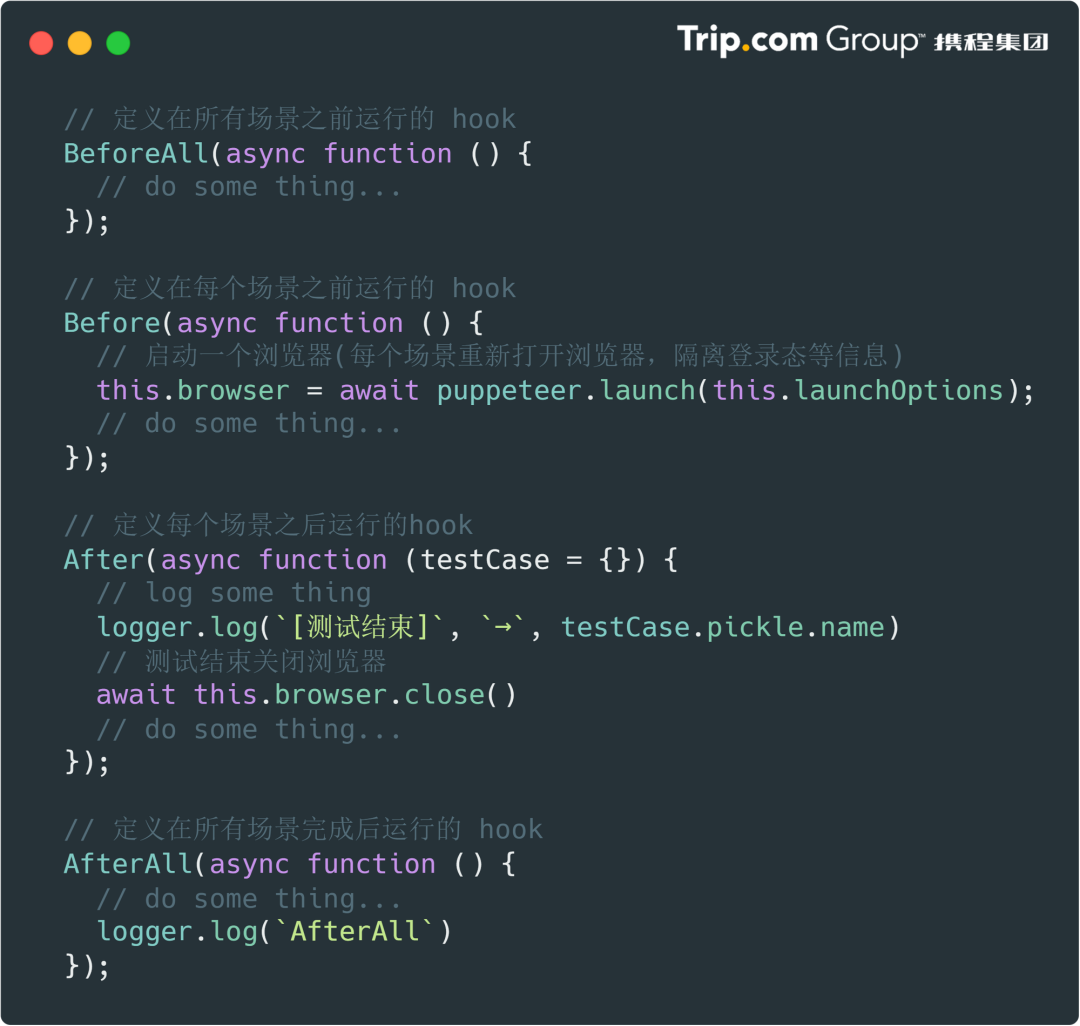 Trip.com Group™ 携程集团
// 定义在所有场景之前运行的 hook
BeforeAll(async function () {
  // do some thing...
});
// 定义在每个场景之前运行的 hook
Before(async function () {
  // 启动一个浏览器(每个场景重新打开浏览器，隔离登录态等信息)
  this.browser = await puppeteer.launch(this.launchOptions);
  // do some thing...
});
// 定义每个场景之后运行的hook
After(async function (testCase = {}) {
  // log some thing
  logger.log(`[测试结束]`, `→`, testCase.pickle.name)
  // 测试结束关闭浏览器
  await this.browser.close()
  // do some thing...
});
// 定义在所有场景完成后运行的 hook
AfterAll(async function () {
  // do some thing...
  logger.log(`AfterAll`)
});